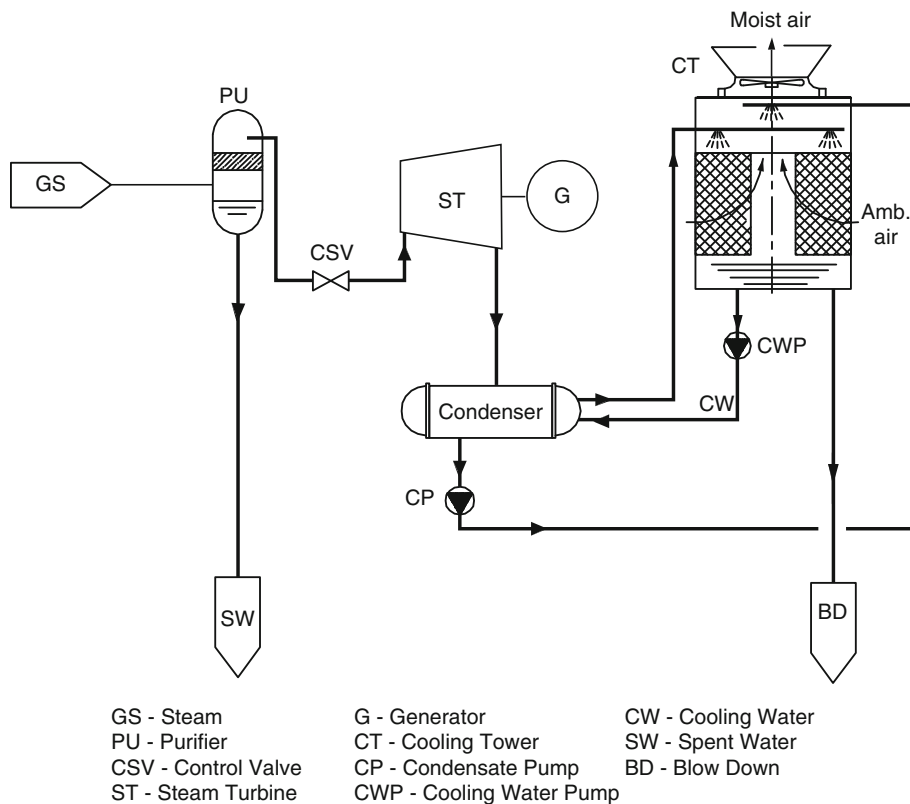 Moist air
CT
PU
GS
ST
G
Amb.
air
CSV
CWP
Condenser
CW
CP
SW
BD
GS - Steam
PU - Purifier
CSV - Control Valve
ST - Steam Turbine
G - Generator
CT - Cooling Tower
CP - Condensate Pump
CWP - Cooling Water Pump
CW - Cooling Water
SW - Spent Water
BD - Blow Down